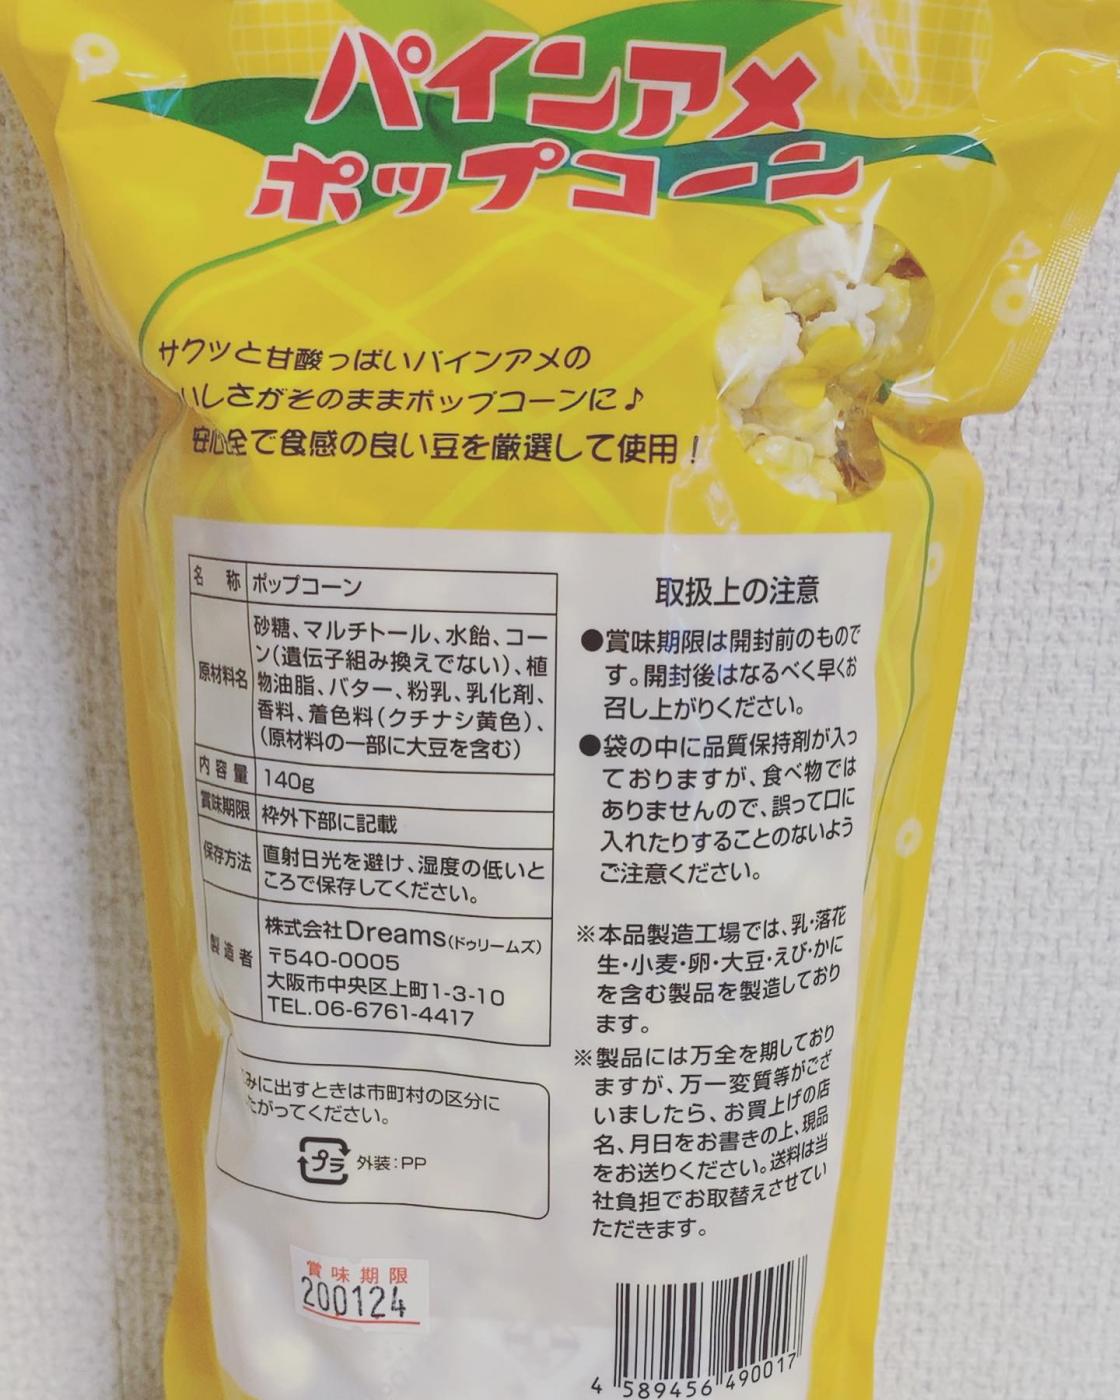 パインアメ
ポップコーン
サクッと甘酸っぱいパインアメの
いしさがそのままポップコーンに♪
安心全で食感の良い豆を厳選して使用！
名称 ポップコーン
原材料名
砂糖、マルチトール、水飴、コー
ン(遺伝子組み換えでない)、植
物油脂、バター、粉乳、乳化剤、
香料、着色料(クチナシ黄色)、
(原材料の一部に大豆を含む)
内容量 140g
賞味期限 枠外下部に記載
保存方法
直射日光を避け、湿度の低いと
ころで保存してください。
製造者
株式会社Dreams(ドゥリームズ)
〒540-0005
大阪市中央区上町1-3-10
TEL.06-6761-4417
みに出すときは市町村の区分に
たがってください。
プラ 外装:PP
賞味期限
200124
取扱上の注意
●賞味期限は開封前のもので
す。開封後はなるべく早くお
召し上がりください。
●袋の中に品質保持剤が入っ
ておりますが、食べ物では
ありませんので、誤って口に
入れたりすることのないよう
ご注意ください。
※本品製造工場では、乳・落花
生・小麦・卵・大豆・えび・かに
を含む製品を製造しており
ます。
※製品には万全を期しており
ますが、万一変質等がござ
いましたら、お買上げの店
名、月日をお書きの上、現品
をお送りください。送料は当
社負担でお取替えさせてい
ただきます。
4 589456 490017